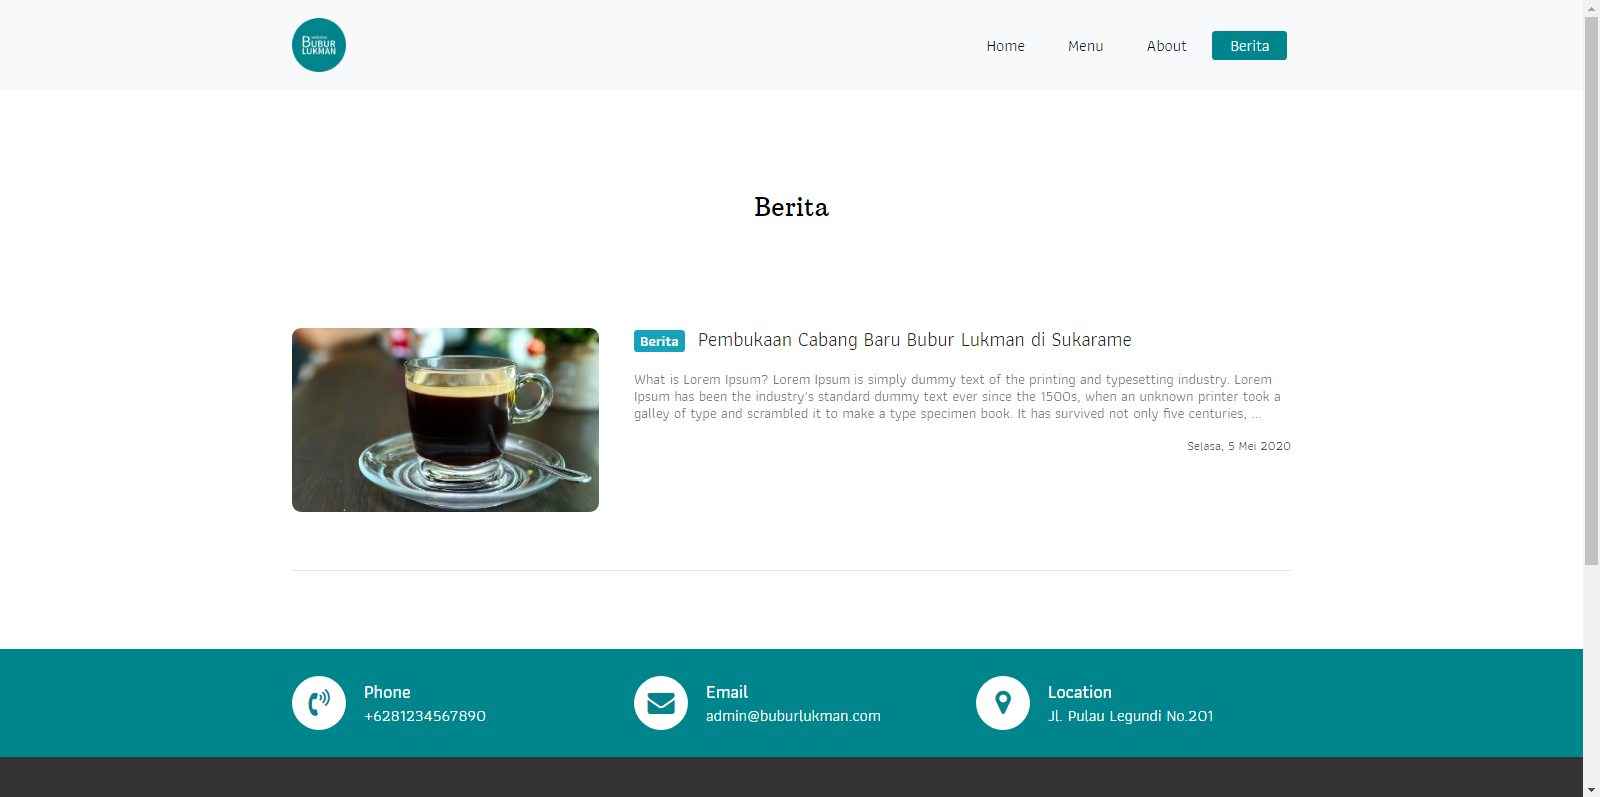 BUBUR
LUKMAN
Home
Menu
About
Berita
Berita
Berita
Pembukaan Cabang Baru Bubur Lukman di Sukarame
What is Lorem Ipsum? Lorem Ipsum is simply dummy text of the printing and typesetting industry. Lorem
Ipsum has been the industry's standard dummy text ever since the 1500s, when an unknown printer took a
galley of type and scrambled it to make a type specimen book. It has survived not only five centuries, ...
Selasa, 5 Mei 2020
Phone
+6281234567890
Email
admin@buburlukman.com
Location
Jl. Pulau Legundi No.201